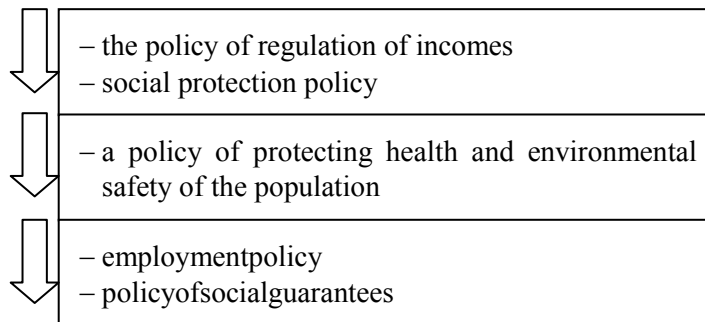 – the policy of regulation of incomes
– social protection policy
– a policy of protecting health and environmental
safety of the population
– employmentpolicy
– policyofsocialguarantees